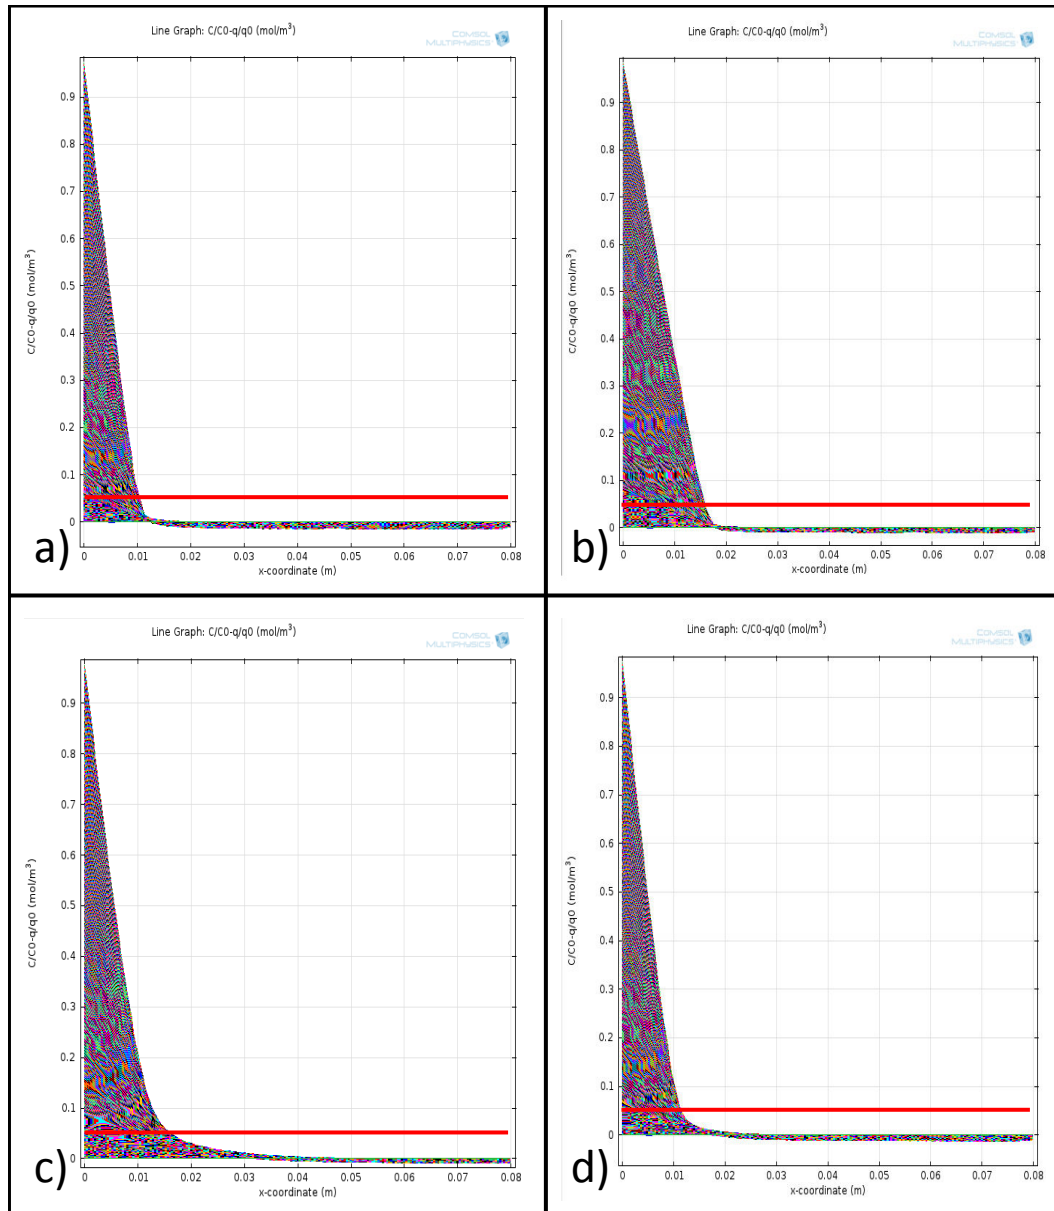 Line Graph: C/C0-q/q0 (mol/m³)
COMSOL
MULTIPHYSICS
C/C0-q/q0 (mol/m³)
0.9
0.8
0.7
0.6
0.5
0.4
0.3
0.2
0.1
0
a)
0 0.01 0.02 0.03 0.04 0.05 0.06 0.07 0.08
x-coordinate (m)
Line Graph: C/C0-q/q0 (mol/m³)
COMSOL
MULTIPHYSICS
C/C0-q/q0 (mol/m³)
0.9
0.8
0.7
0.6
0.5
0.4
0.3
0.2
0.1
0
b)
0 0.01 0.02 0.03 0.04 0.05 0.06 0.07 0.08
x-coordinate (m)
Line Graph: C/C0-q/q0 (mol/m³)
COMSOL
MULTIPHYSICS
C/C0-q/q0 (mol/m³)
0.9
0.8
0.7
0.6
0.5
0.4
0.3
0.2
0.1
0
c)
0 0.01 0.02 0.03 0.04 0.05 0.06 0.07 0.08
x-coordinate (m)
Line Graph: C/C0-q/q0 (mol/m³)
COMSOL
MULTIPHYSICS
C/C0-q/q0 (mol/m³)
0.9
0.8
0.7
0.6
0.5
0.4
0.3
0.2
0.1
0
d)
0 0.01 0.02 0.03 0.04 0.05 0.06 0.07 0.08
x-coordinate (m)